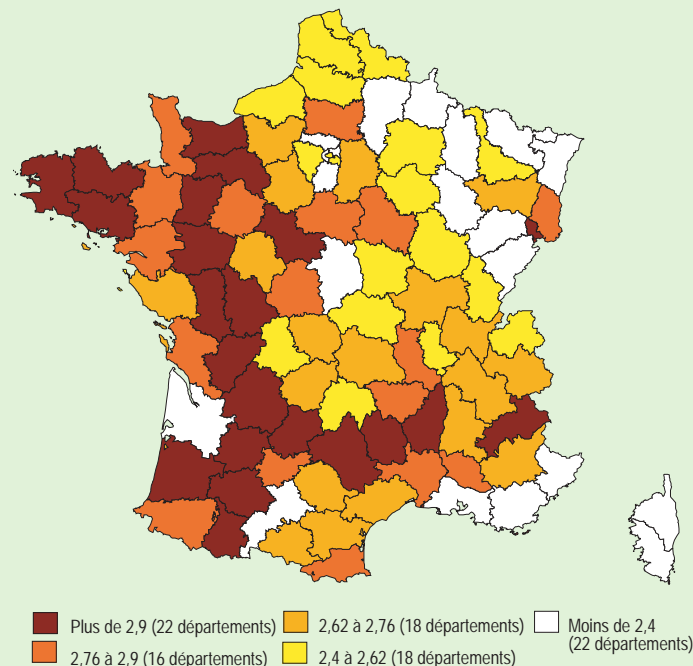 Plus de 2,9 (22 départements)
2,76 à 2,9 (16 départements)
2,62 à 2,76 (18 départements)
2,4 à 2,62 (18 départements)
Moins de 2,4
(22 départements)